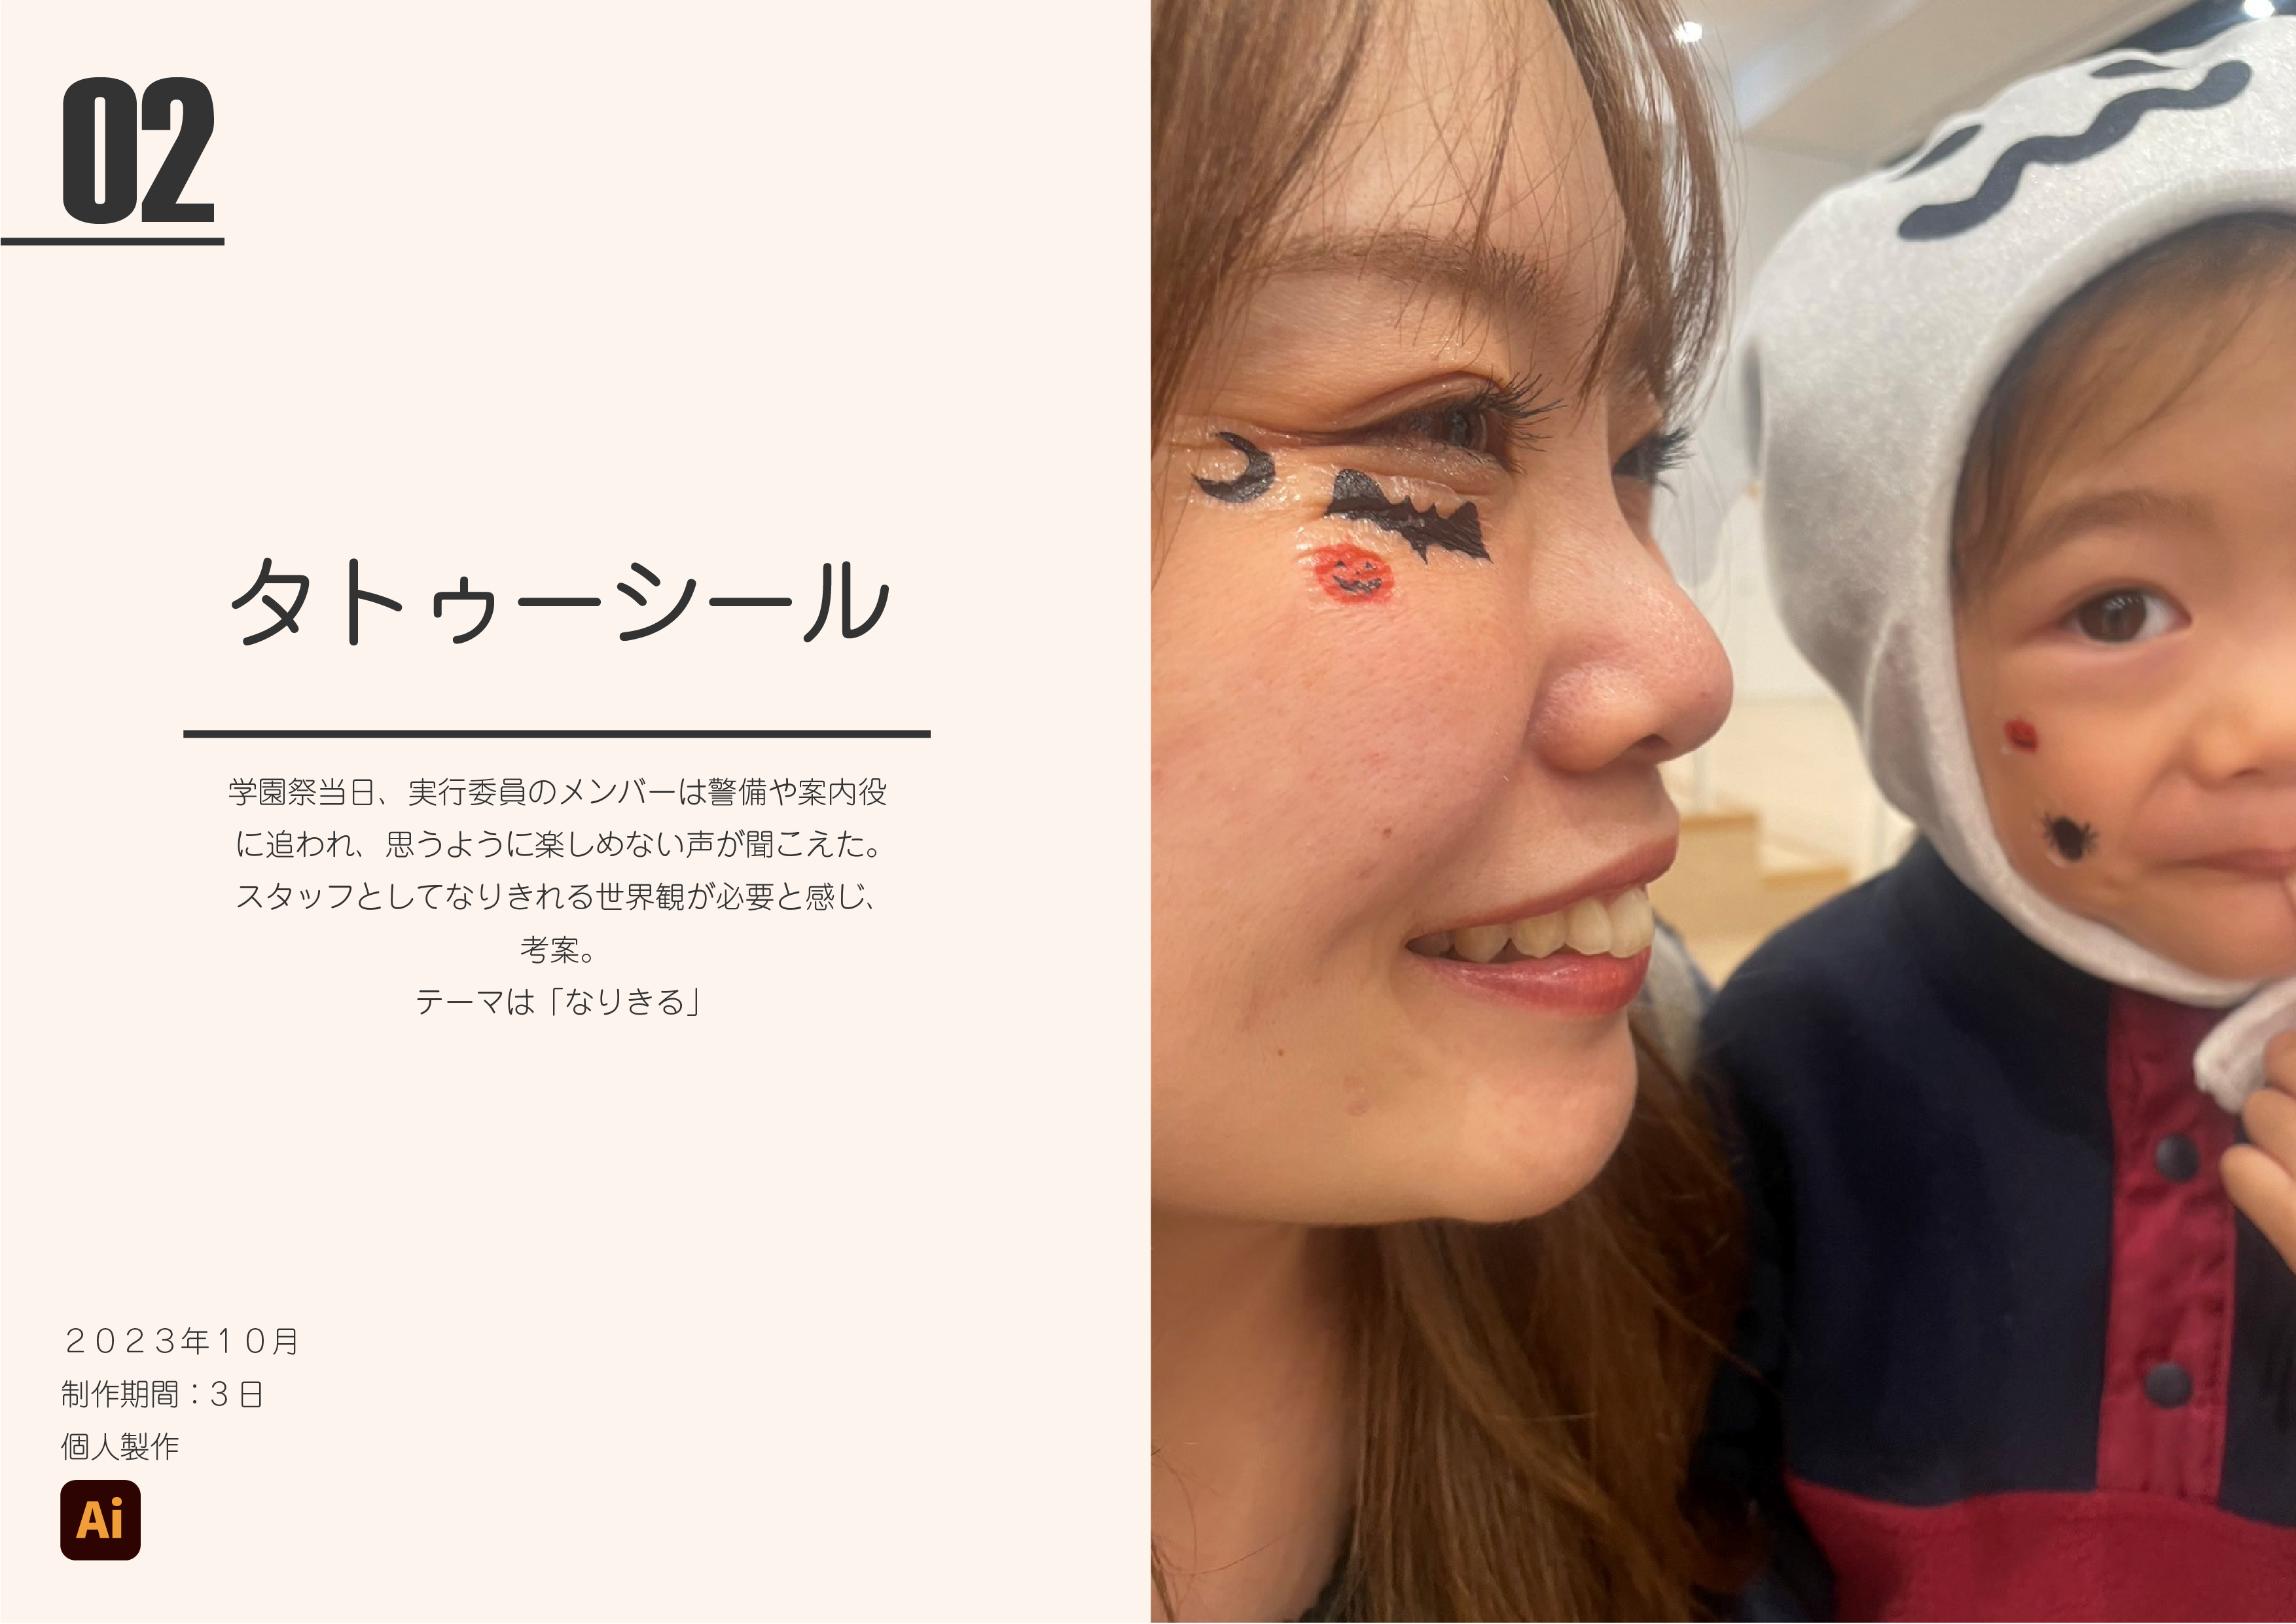 02
タトゥーシール
学園祭当日、実行委員のメンバーは警備や案内役
に追われ、思うように楽しめない声が聞こえた。
スタッフとしてなりきれる世界観が必要と感じ、
考案。
テーマは「なりきる」
２０２３年１０月
制作期間：３日
個人製作
Ai